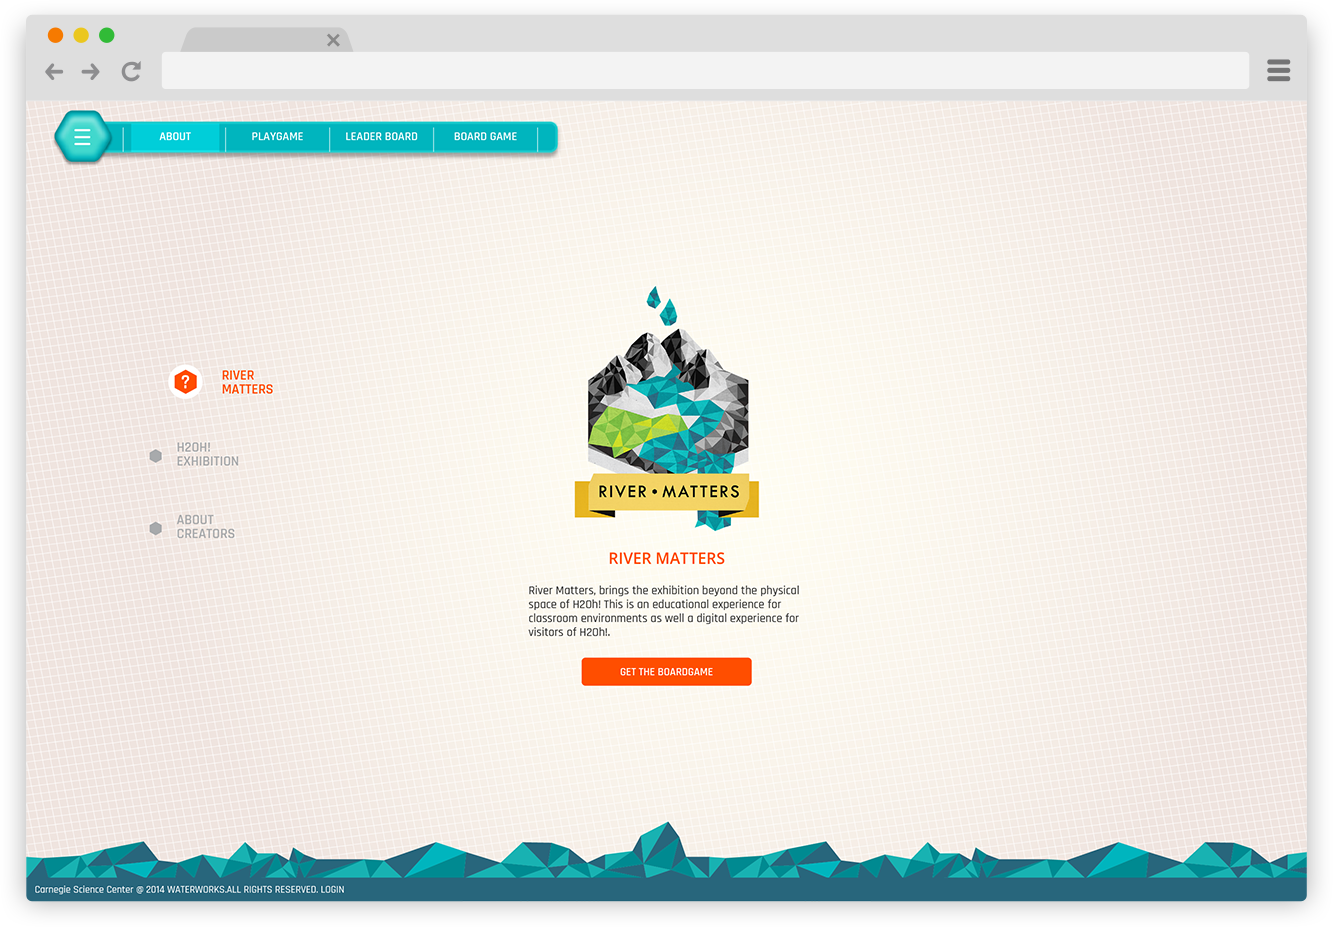 ABOUT
PLAYGAME
LEADER BOARD
BOARD GAME
?
RIVER
MATTERS
H2OH!
EXHIBITION
ABOUT
CREATORS
RIVER • MATTERS
RIVER MATTERS
River Matters, brings the exhibition beyond the physical
space of H2Oh! This is an educational experience for
classroom environments as well a digital experience for
visitors of H2Oh!.
GET THE BOARDGAME
Carnegie Science Center @ 2014 WATERWORKS.ALL RIGHTS RESERVED. LOGIN